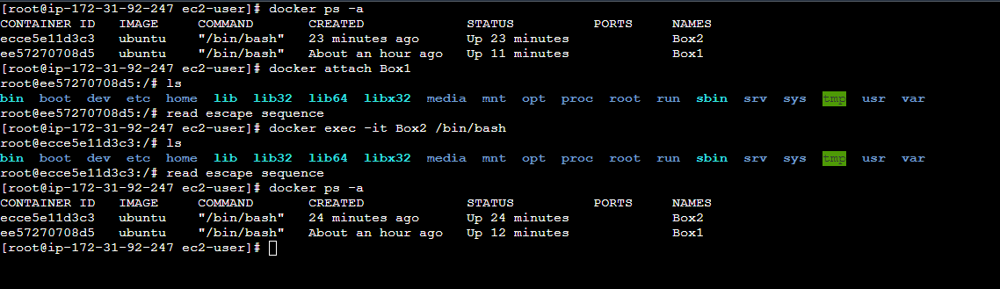 [root@ip-172-31-92-247 ec2-user]# docker ps -a
CONTAINER ID   IMAGE     COMMAND       CREATED             STATUS          PORTS     NAMES
ecce5e11d3c3   ubuntu    "/bin/bash"   23 minutes ago      Up 23 minutes             Box2
ee57270708d5   ubuntu    "/bin/bash"   About an hour ago   Up 11 minutes             Box1
[root@ip-172-31-92-247 ec2-user]# docker attach Box1
root@ee57270708d5:/# ls
bin  boot  dev  etc  home  lib  lib32  lib64  libx32  media  mnt  opt  proc  root  run  sbin  srv  sys  tmp  usr  var
root@ee57270708d5:/# read escape sequence
[root@ip-172-31-92-247 ec2-user]# docker exec -it Box2 /bin/bash
root@ecce5e11d3c3:/# ls
bin  boot  dev  etc  home  lib  lib32  lib64  libx32  media  mnt  opt  proc  root  run  sbin  srv  sys  tmp  usr  var
root@ecce5e11d3c3:/# read escape sequence
[root@ip-172-31-92-247 ec2-user]# docker ps -a
CONTAINER ID   IMAGE     COMMAND       CREATED             STATUS          PORTS     NAMES
ecce5e11d3c3   ubuntu    "/bin/bash"   24 minutes ago      Up 24 minutes             Box2
ee57270708d5   ubuntu    "/bin/bash"   About an hour ago   Up 12 minutes             Box1
[root@ip-172-31-92-247 ec2-user]#